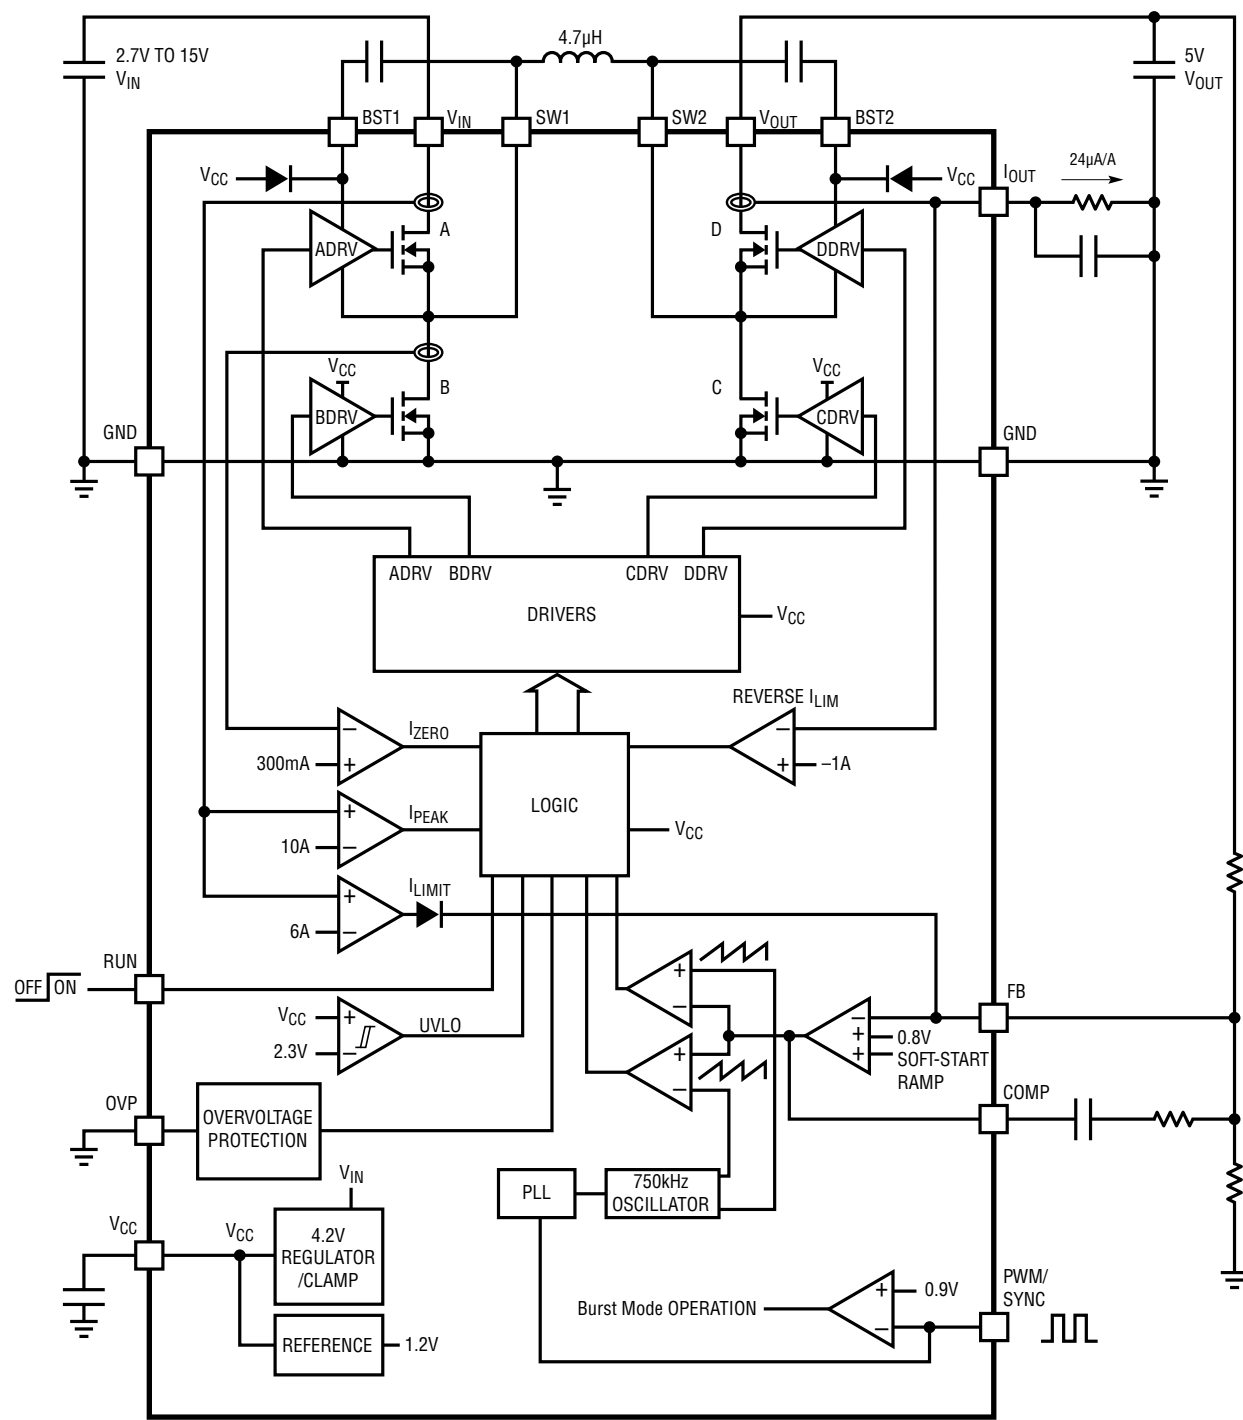 4.7µH
2.7V TO 15V
VIN
5V
VOUT
BST1
VIN
SW1
SW2
VOUT
BST2
VCC
VCC
IOUT
24µA/A
A
D
ADRV
DDRV
VCC
VCC
B
C
BDRV
CDRV
GND
GND
ADRV BDRV CDRV DDRV
DRIVERS
VCC
REVERSE ILIM
–
IZERO
–
300mA
+
+
–1A
LOGIC
+
IPEAK
VCC
10A
–
ILIMIT
+
6A
–
RUN
OFF ON
+
–
FB
VCC
+
UVLO
2.3V
–
–
+
0.8V
+
SOFT-START
RAMP
+
–
OVP
COMP
OVERVOLTAGE
PROTECTION
VIN
PLL
750kHz
OSCILLATOR
VCC
VCC
4.2V
REGULATOR
/CLAMP
PWM/
SYNC
+
0.9V
Burst Mode OPERATION
–
REFERENCE
1.2V